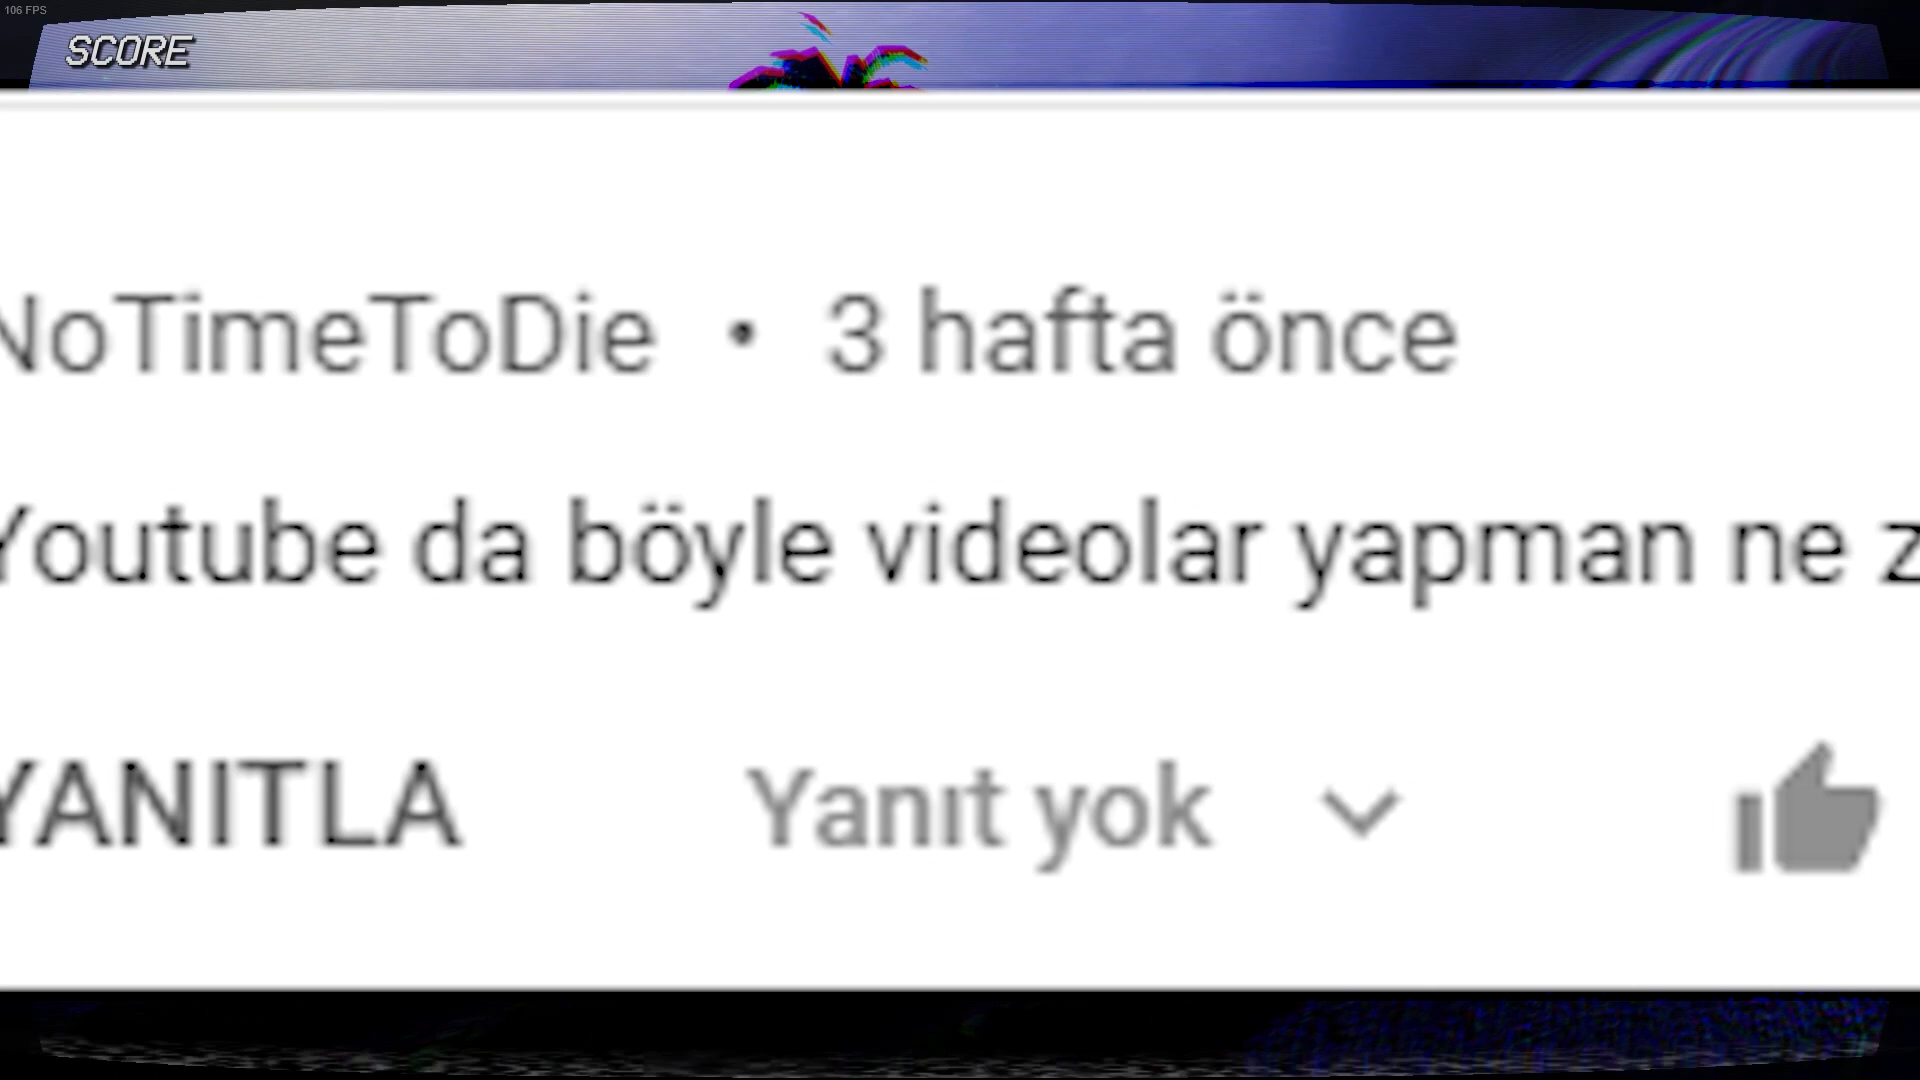 106 FPS
SCORE
NoTimeToDie • 3 hafta önce
Youtube da böyle videolar yapman ne
YANITLA Yanıt yok